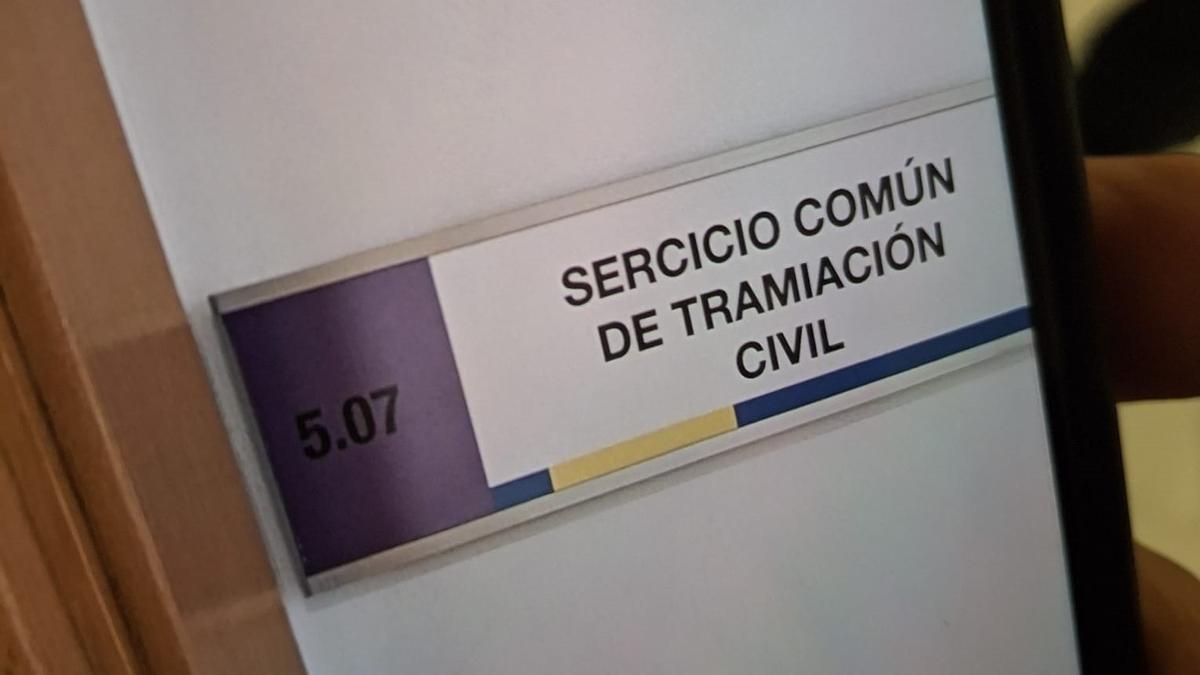 5.07
SERCICIO COMÚN
DE TRAMIACIÓN
CIVIL